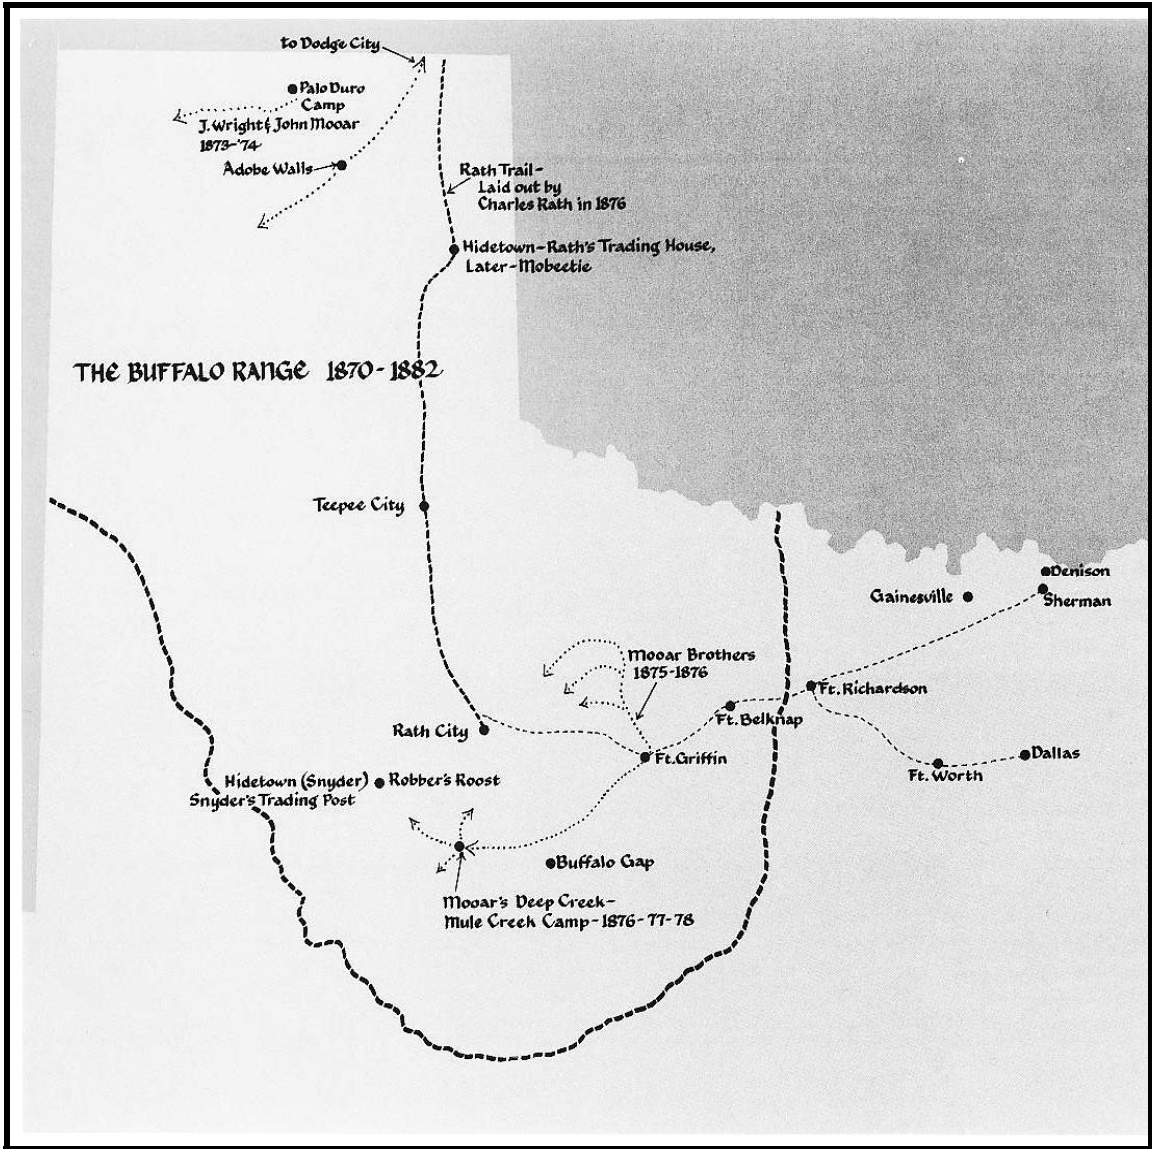 to Dodge City
Palo Duro
Camp
J. Wright & John Mooar
1873-'74
Adobe Walls
Rath Trail-
Laid out by
Charles Rath in 1876
Hidetown-Rath's Trading House,
Later-Mobeetie
THE BUFFALO RANGE 1870-1882
Teepee City
Denison
Gainesville
Sherman
Mooar Brothers
1875-1876
Ft. Richardson
Ft. Belknap
Rath City
Ft. Griffin
Dallas
Ft. Worth
Hidetown (Snyder)
Robber's Roost
Snyder's Trading Post
Buffalo Gap
Mooar's Deep Creek-
Mule Creek Camp-1876-77-78